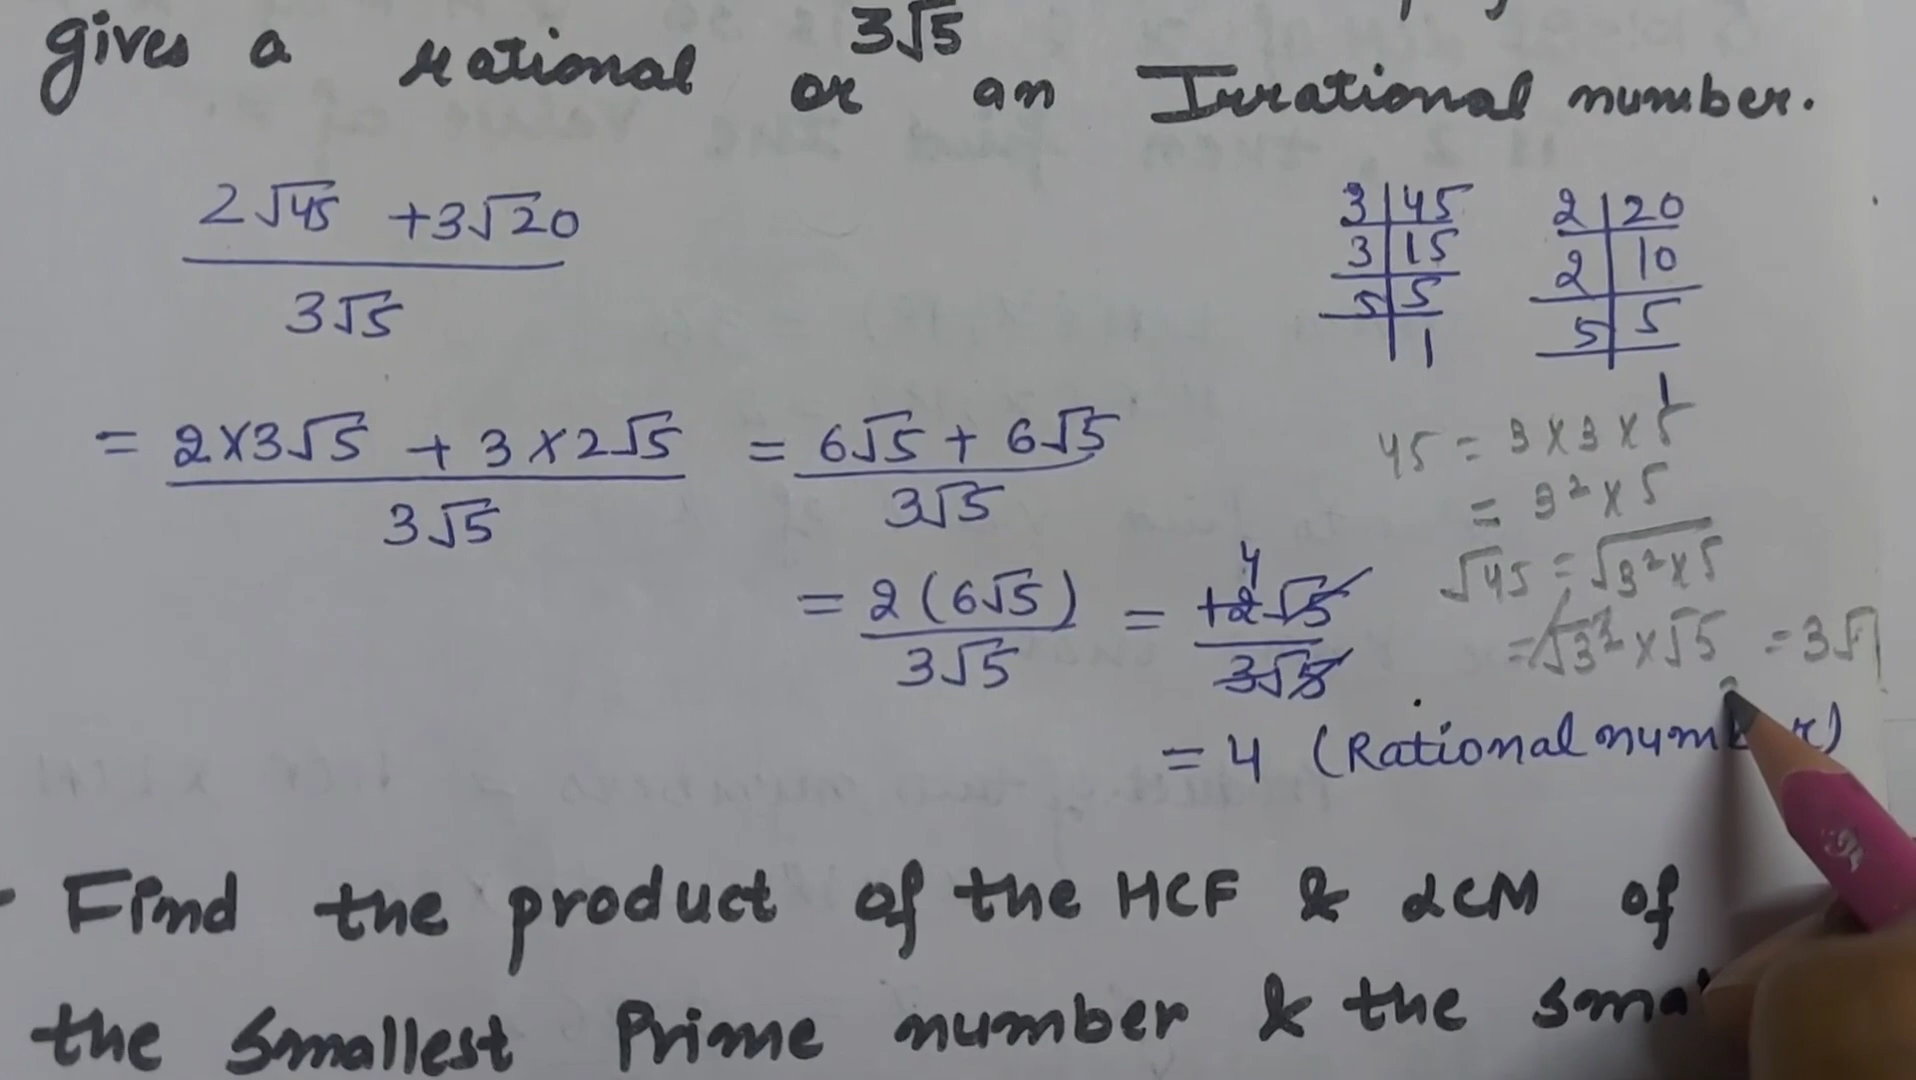 3√5
gives a rational or an Irrational number.
2√45 + 3√20
3√5
= 2×3√5 + 3×2√5 = 6√5 + 6√5
3√5 3√5
= 2(6√5) = 12√5
3√5 3√5
4
= 4 (Rational number)
3 | 45
3 | 15
5 | 5
1
2 | 20
2 | 10
5 | 5
1
45 = 3×3×5
= 3² × 5
√45 = √3²×5
= √3² × √5 = 3√
Find the product of the HCF & LCM of
the smallest Prime number & the